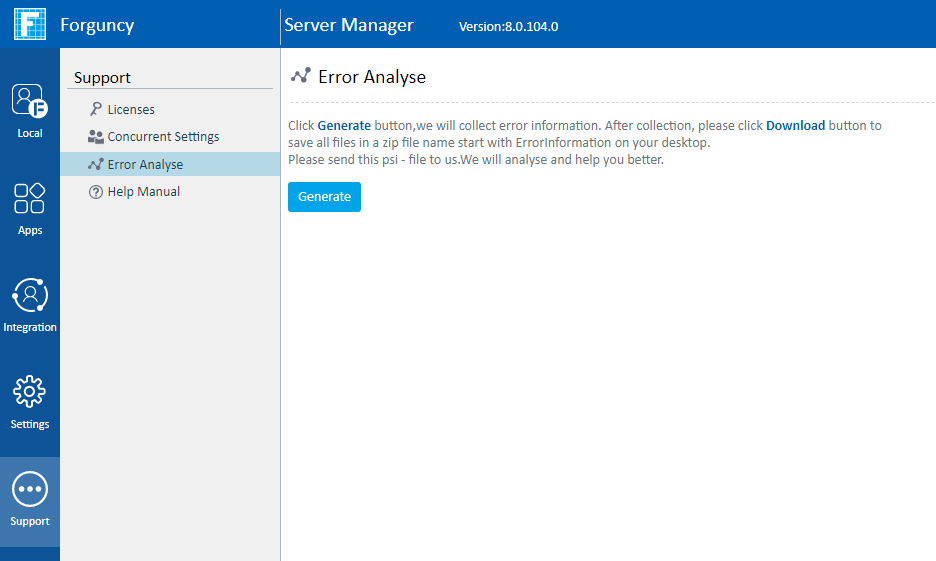 F Forguncy Server Manager Version:8.0.104.0
Local
Apps
Integration
Settings
Support
Support
Licenses
Concurrent Settings
Error Analyse
Help Manual
Error Analyse
Click Generate button,we will collect error information. After collection, please click Download button to
save all files in a zip file name start with ErrorInformation on your desktop.
Please send this psi - file to us.We will analyse and help you better.
Generate